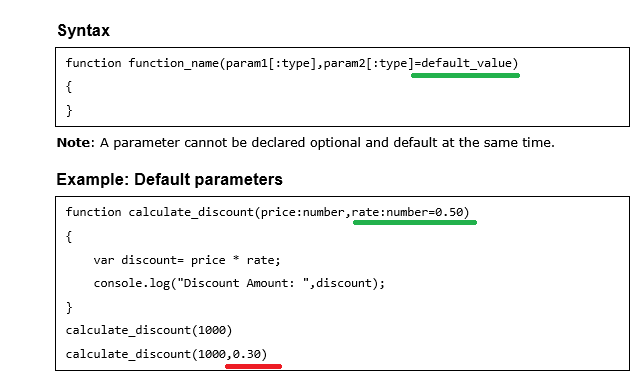 Syntax
function function_name(param1[:type],param2[:type]=default_value)
{
}
Note: A parameter cannot be declared optional and default at the same time.
Example: Default parameters
function calculate_discount(price:number,rate:number=0.50)
{
    var discount= price * rate;
    console.log("Discount Amount: ",discount);
}
calculate_discount(1000)
calculate_discount(1000,0.30)